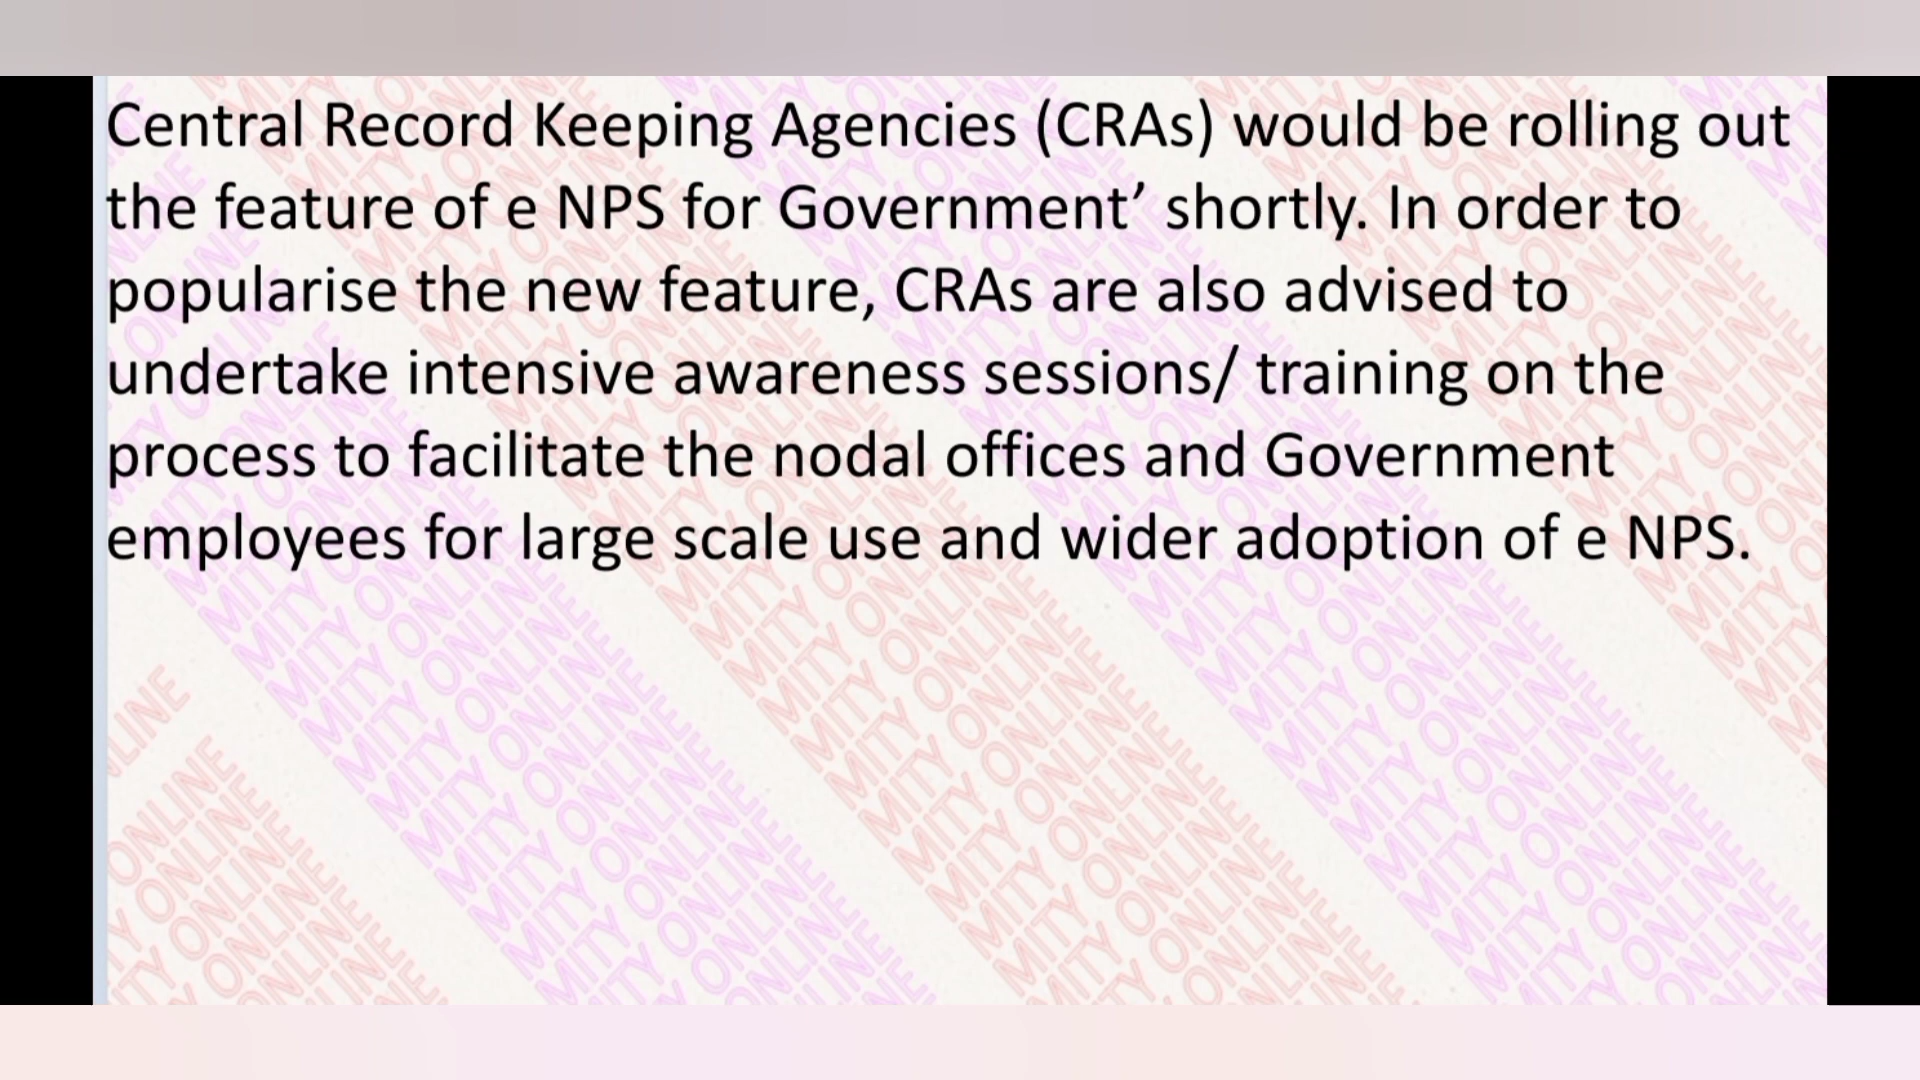 Central Record Keeping Agencies (CRAs) would be rolling out
the feature of e NPS for Government’ shortly. In order to
popularise the new feature, CRAs are also advised to
undertake intensive awareness sessions/ training on the
process to facilitate the nodal offices and Government
employees for large scale use and wider adoption of e NPS.
MITY ONLINE